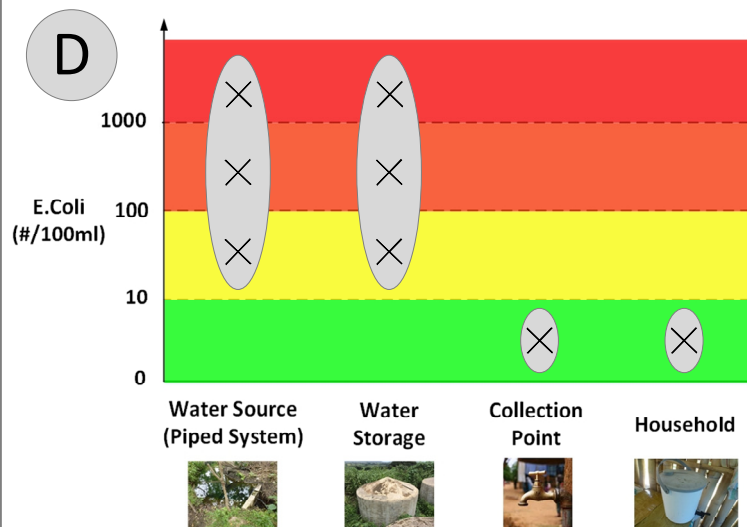 D
1000
E.Coli
(#/100ml)
100
10
0
Water Source
(Piped System)
Water
Storage
Collection
Point
Household